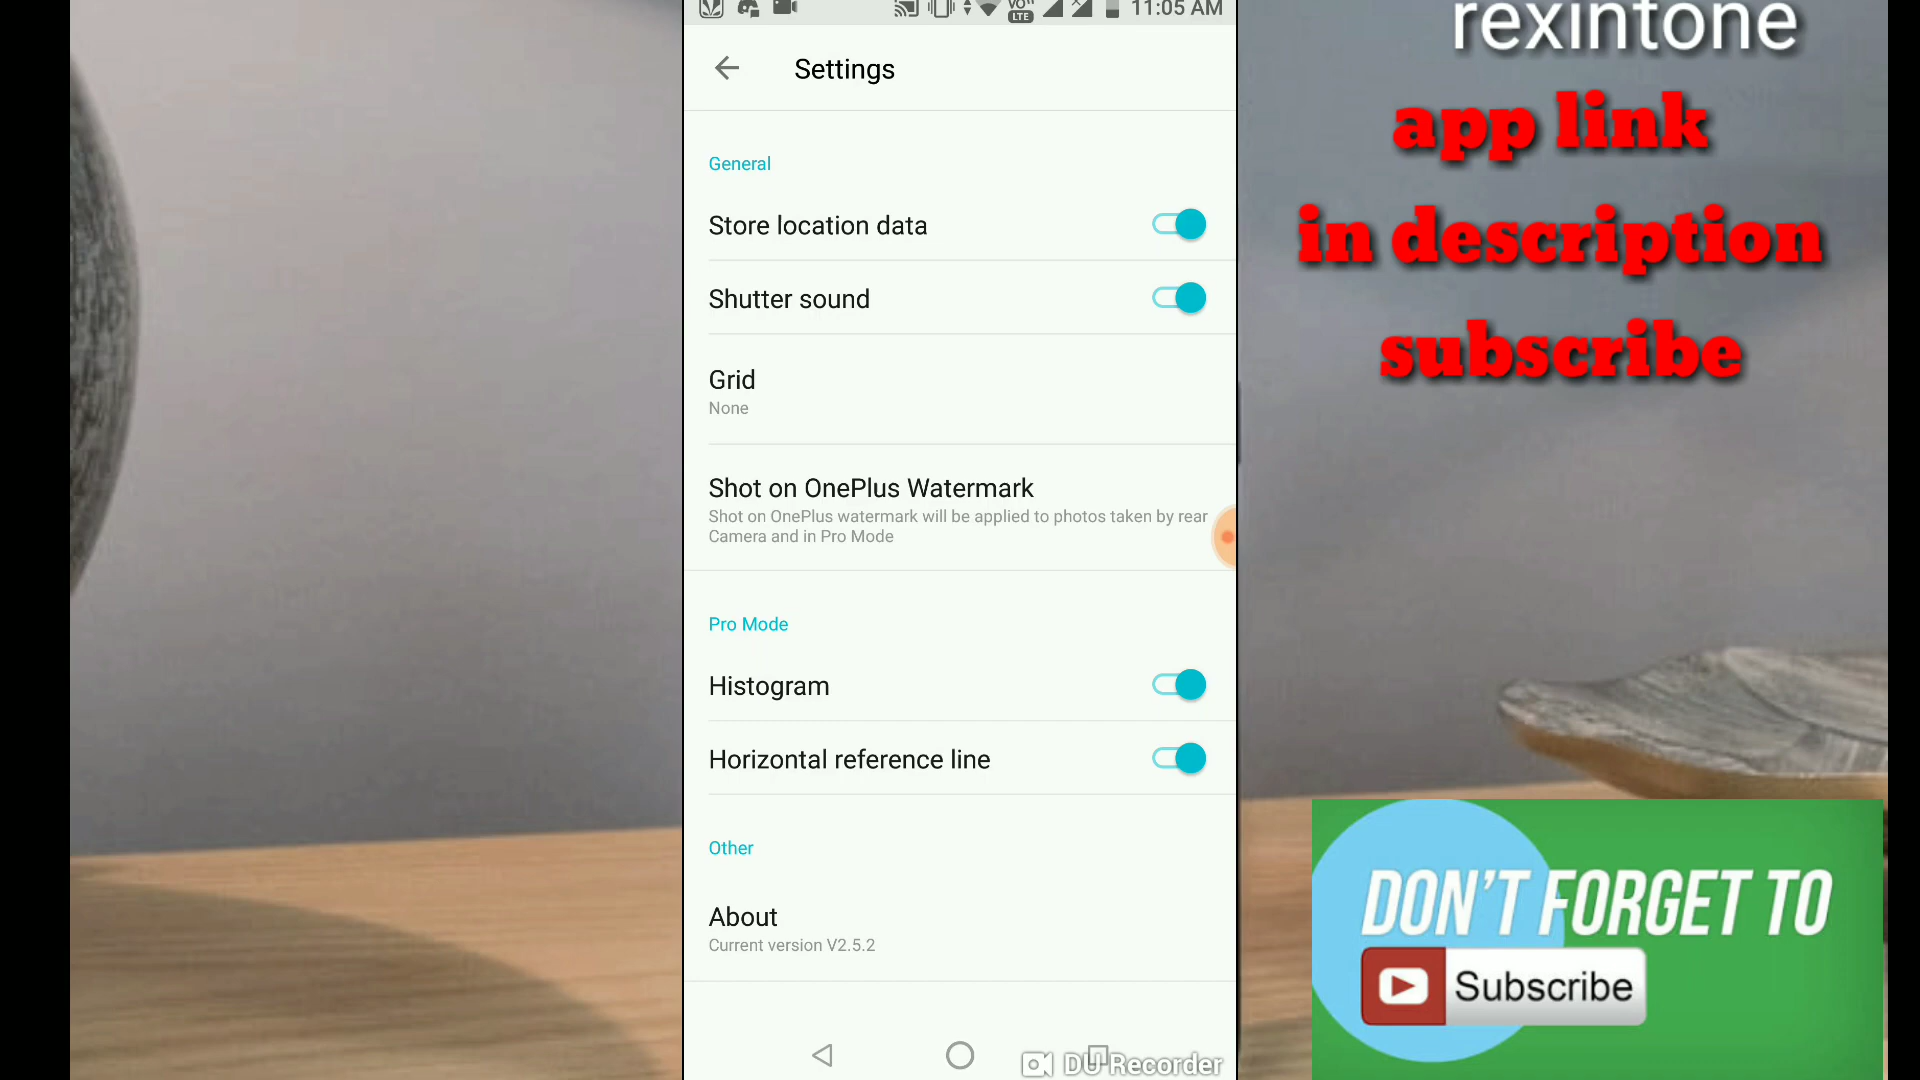 VO
LTE
11:05 AM
Settings
General
Store location data
Shutter sound
Grid
None
Shot on OnePlus Watermark
Shot on OnePlus watermark will be applied to photos taken by rear
Camera and in Pro Mode
Pro Mode
Histogram
Horizontal reference line
Other
About
Current version V2.5.2
DU Recorder
rexintone
app link
in description
subscribe
DON'T FORGET TO
Subscribe